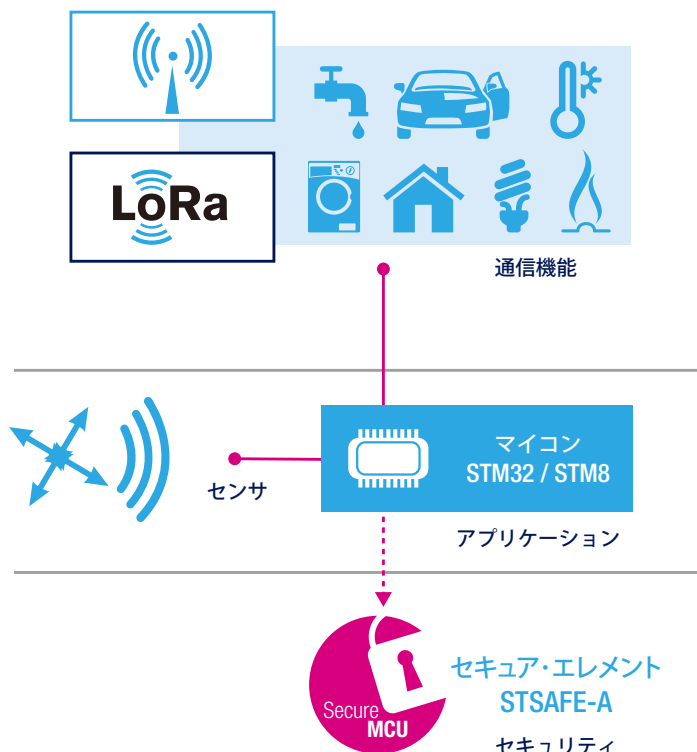 LoRa
通信機能
マイコン
STM32 / STM8
センサ
アプリケーション
セキュア・エレメント
STSAFE-A
Secure
MCU
セキュリティ